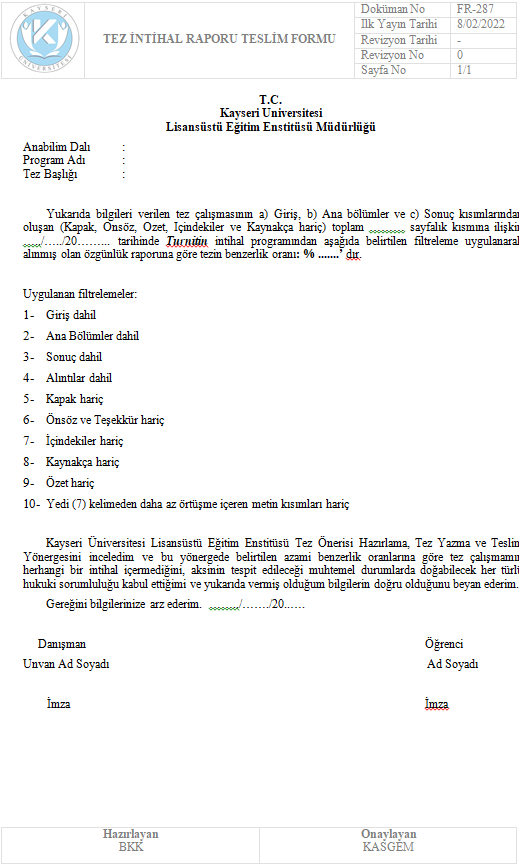 KAYSERİ
ÜNİVERSİTESİ
TEZ İNTİHAL RAPORU TESLİM FORMU
Doküman No FR-287
İlk Yayın Tarihi 8/02/2022
Revizyon Tarihi -
Revizyon No 0
Sayfa No 1/1
T.C.
Kayseri Üniversitesi
Lisansüstü Eğitim Enstitüsü Müdürlüğü
Anabilim Dalı :
Program Adı :
Tez Başlığı :
Yukarıda bilgileri verilen tez çalışmasının a) Giriş, b) Ana bölümler ve c) Sonuç kısımlarından
oluşan (Kapak, Önsöz, Özet, İçindekiler ve Kaynakça hariç) toplam .......... sayfalık kısmına ilişkin
...../...../20......... tarihinde Turnitin intihal programından aşağıda belirtilen filtreleme uygulanarak
alınmış olan özgünlük raporuna göre tezin benzerlik oranı: % .......' dır.
Uygulanan filtrelemeler:
1- Giriş dahil
2- Ana Bölümler dahil
3- Sonuç dahil
4- Alıntılar dahil
5- Kapak hariç
6- Önsöz ve Teşekkür hariç
7- İçindekiler hariç
8- Kaynakça hariç
9- Özet hariç
10- Yedi (7) kelimeden daha az örtüşme içeren metin kısımları hariç
Kayseri Üniversitesi Lisansüstü Eğitim Enstitüsü Tez Önerisi Hazırlama, Tez Yazma ve Teslim
Yönergesini inceledim ve bu yönergede belirtilen azami benzerlik oranlarına göre tez çalışmamın
herhangi bir intihal içermediğini, aksinin tespit edileceği muhtemel durumlarda doğabilecek her türlü
hukuki sorumluluğu kabul ettiğimi ve yukarıda vermiş olduğum bilgilerin doğru olduğunu beyan ederim.
Gereğini bilgilerinize arz ederim. ......../......./20......
Danışman Öğrenci
Unvan Ad Soyadı Ad Soyadı
İmza İmza
Hazırlayan Onaylayan
BKK KASGEM